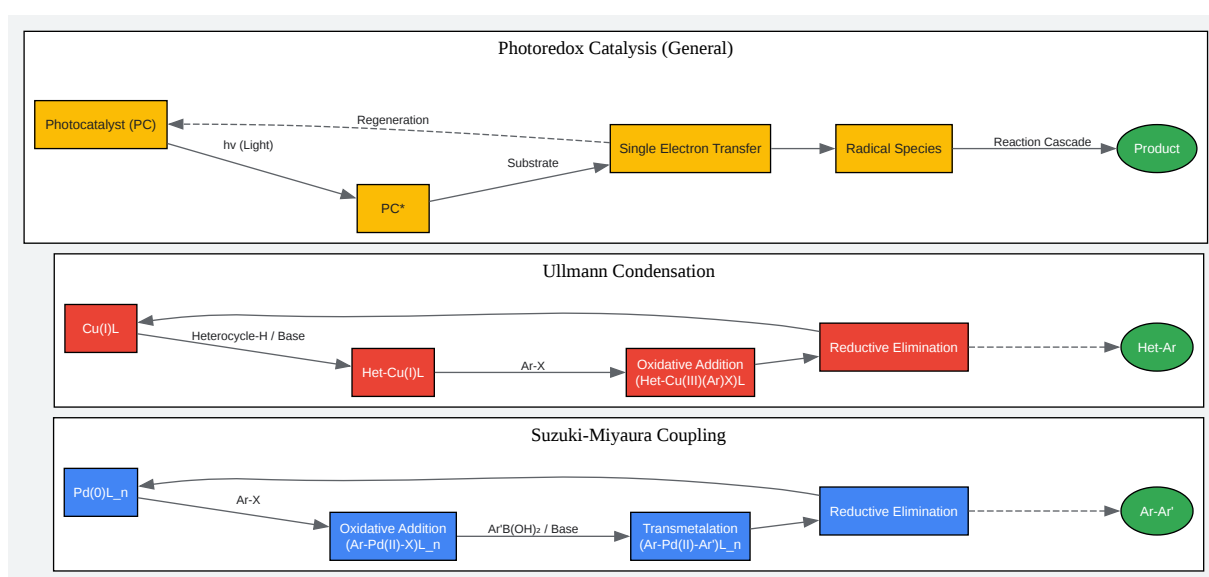 Photoredox Catalysis (General)
Photocatalyst (PC)
Regeneration
hv (Light)
PC*
Substrate
Single Electron Transfer
Radical Species
Reaction Cascade
Product
Ullmann Condensation
Cu(I)L
Heterocycle-H / Base
Het-Cu(I)L
Ar-X
Oxidative Addition
(Het-Cu(III)(Ar)X)L
Reductive Elimination
Het-Ar
Suzuki-Miyaura Coupling
Pd(0)L_n
Ar-X
Oxidative Addition
(Ar-Pd(II)-X)L_n
Ar'B(OH)₂ / Base
Transmetalation
(Ar-Pd(II)-Ar')L_n
Reductive Elimination
Ar-Ar'